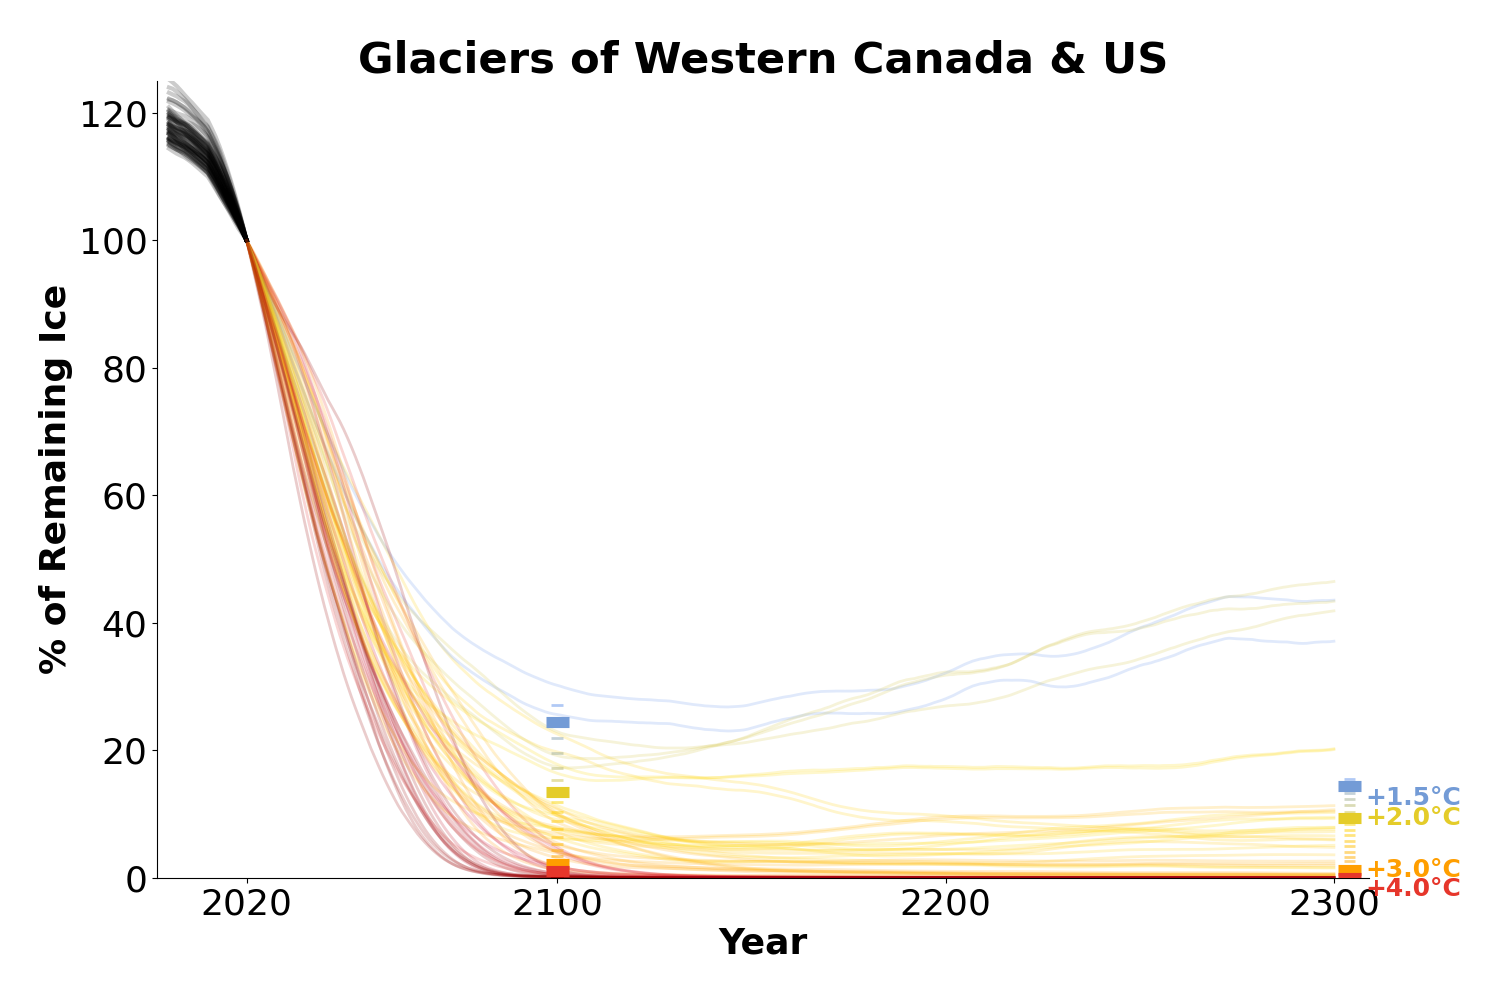 Glaciers of Western Canada & US
% of Remaining Ice
120
100
80
60
40
20
0
+1.5°C
+2.0°C
+3.0°C
+4.0°C
2020 2100 2200 2300
Year